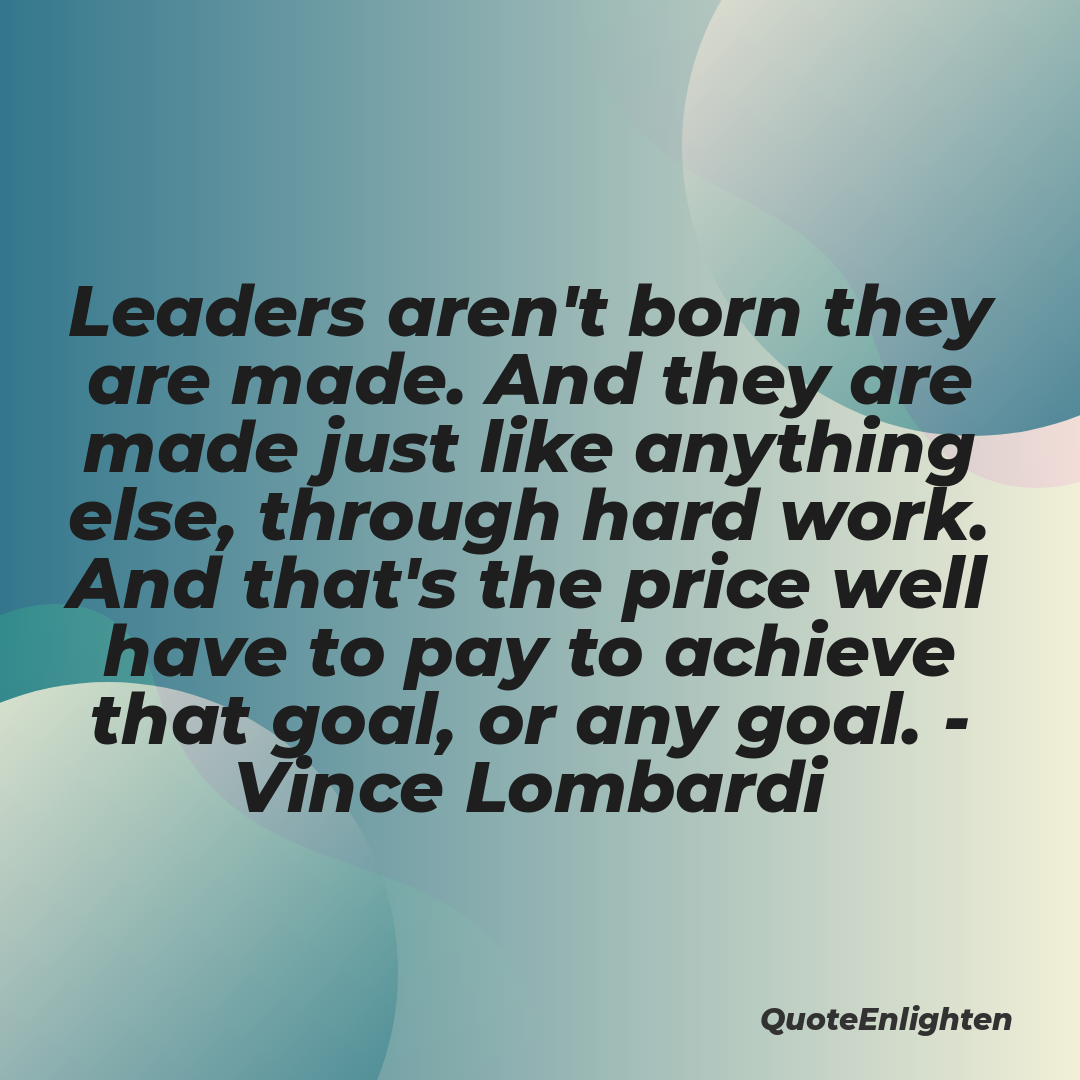 Leaders aren't born they
are made. And they are
made just like anything
else, through hard work.
And that's the price well
have to pay to achieve
that goal, or any goal. -
Vince Lombardi
QuoteEnlighten